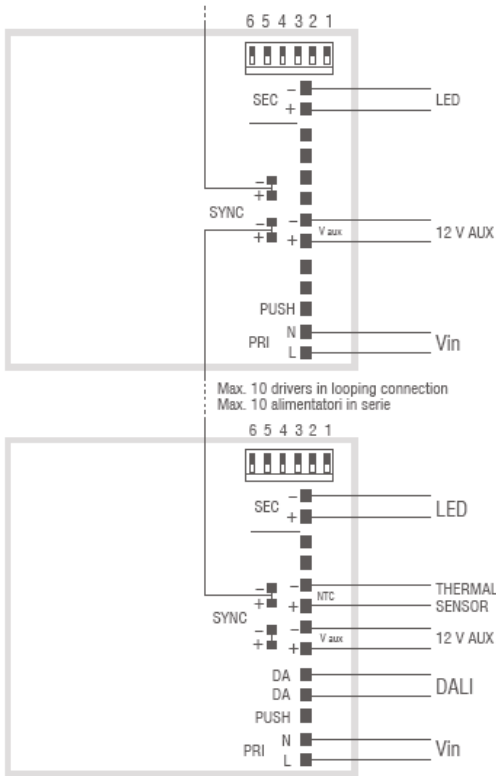 6 5 4 3 2 1
SEC - +
LED
- +
SYNC
- +
- + V aux
12 V AUX
PUSH
PRI N L
Vin
Max. 10 drivers in looping connection
Max. 10 alimentatori in serie
6 5 4 3 2 1
SEC - +
LED
- +
SYNC
- +
- + NTC
THERMAL
SENSOR
- + V aux
12 V AUX
DA
DA
DALI
PUSH
PRI N L
Vin